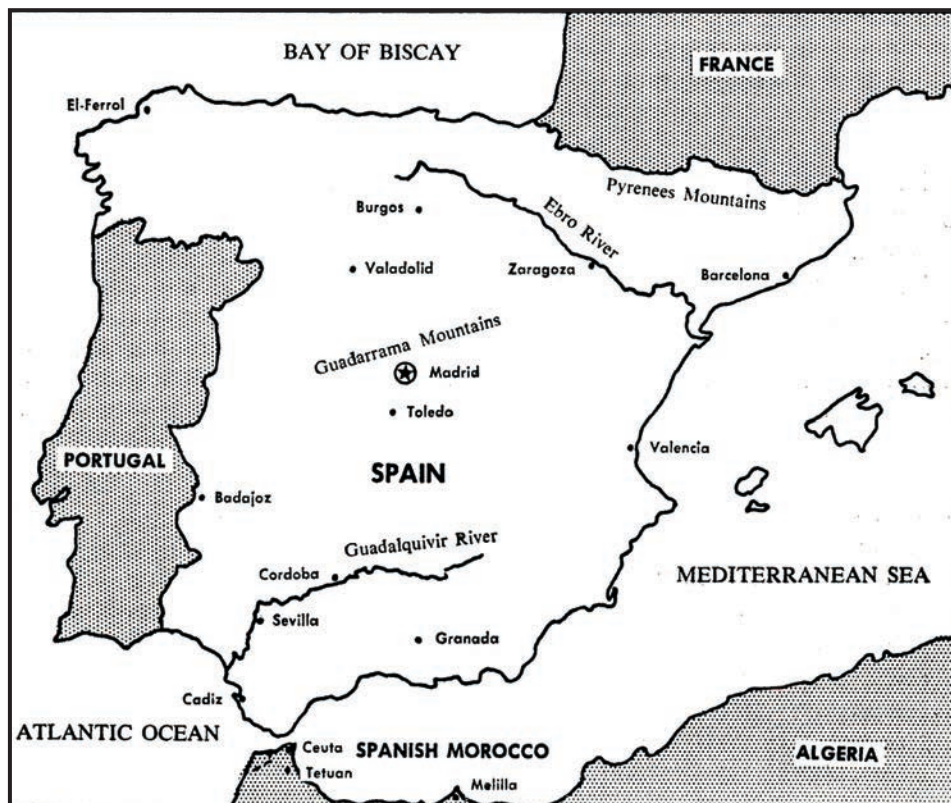 BAY OF BISCAY
FRANCE
El-Ferrol
Pyrenees Mountains
Burgos
Ebro River
Valadolid
Zaragoza
Barcelona
Guadarrama Mountains
Madrid
Toledo
Valencia
PORTUGAL
SPAIN
Badajoz
Guadalquivir River
Cordoba
MEDITERRANEAN SEA
Sevilla
Granada
Cadiz
ATLANTIC OCEAN
Ceuta
SPANISH MOROCCO
ALGERIA
Tetuan
Melilla